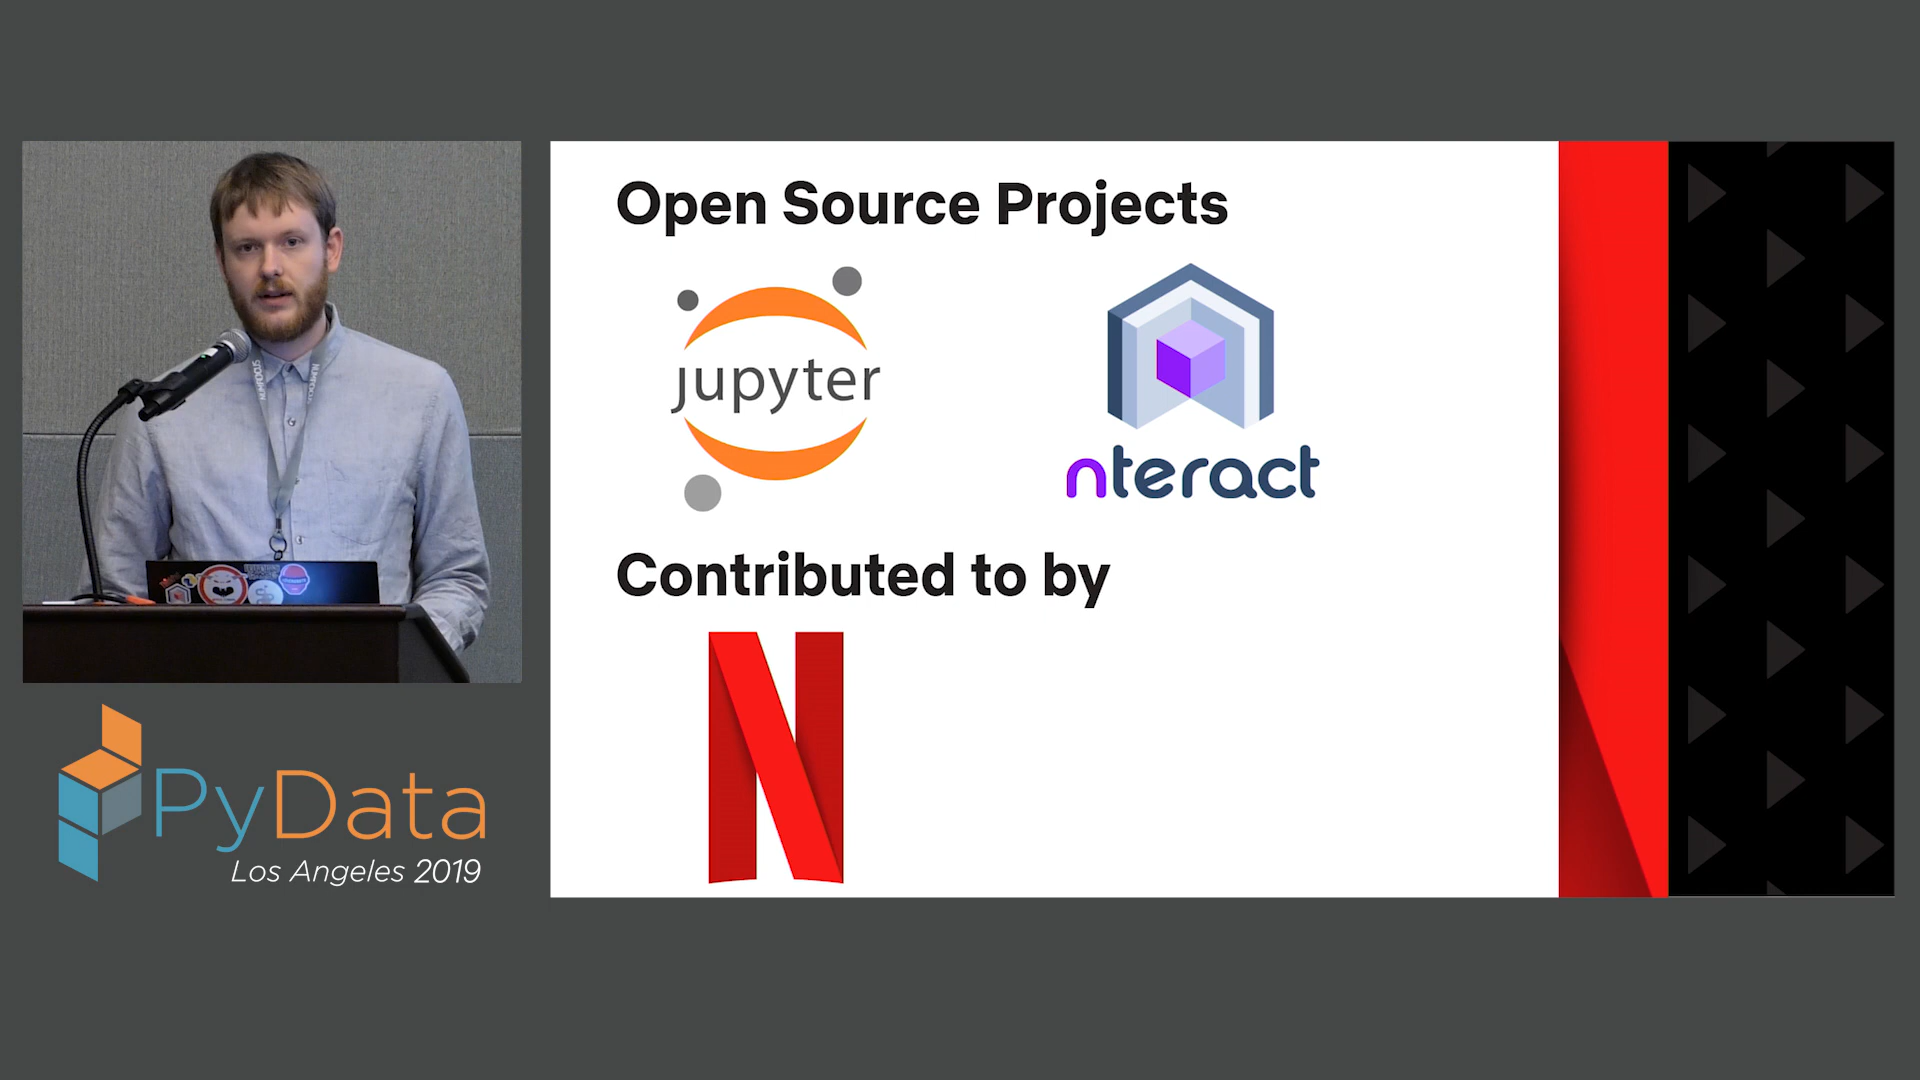 Open Source Projects
jupyter
nteract
Contributed to by
N
PyData
Los Angeles 2019